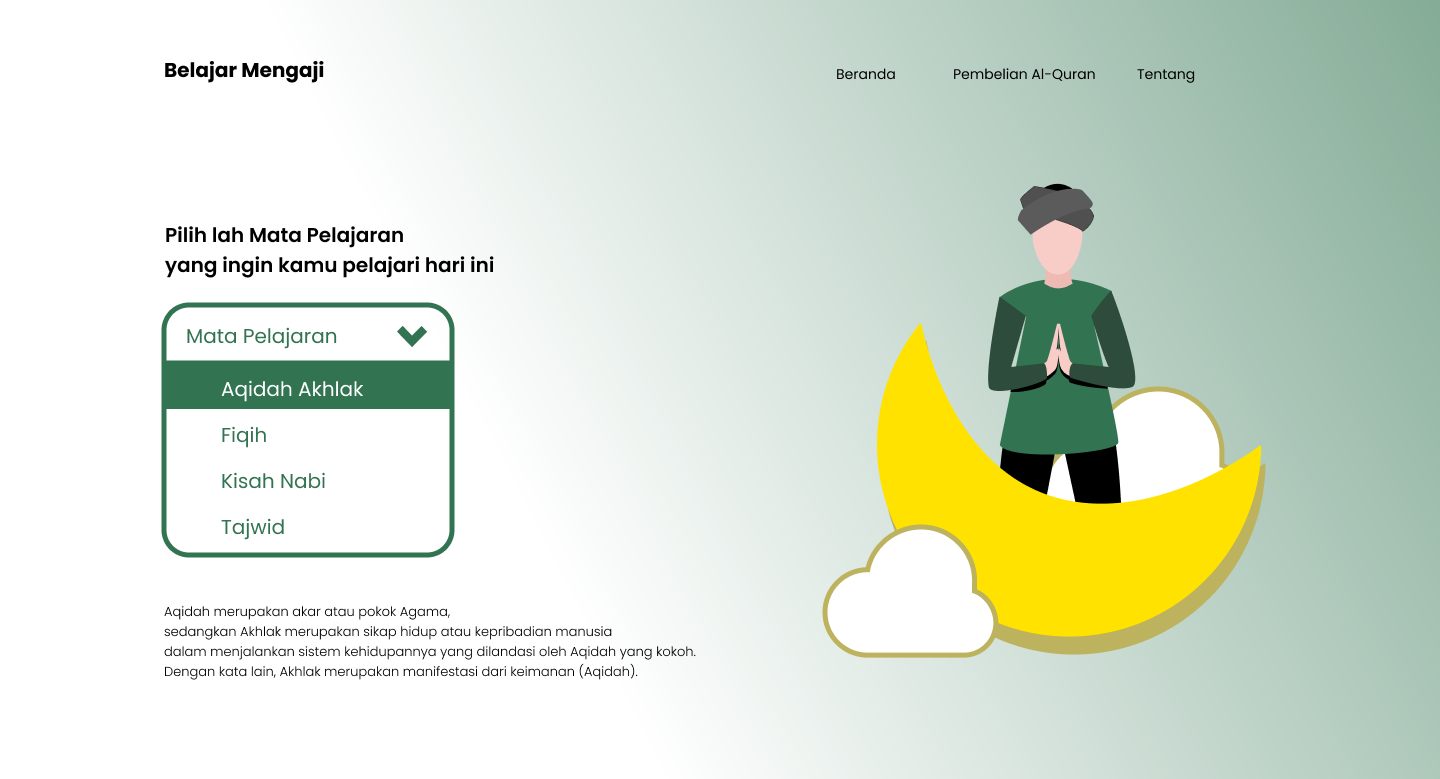 Belajar Mengaji
Beranda
Pembelian Al-Quran
Tentang
Pilih lah Mata Pelajaran
yang ingin kamu pelajari hari ini
Mata Pelajaran
Aqidah Akhlak
Fiqih
Kisah Nabi
Tajwid
Aqidah merupakan akar atau pokok Agama,
sedangkan Akhlak merupakan sikap hidup atau kepribadian manusia
dalam menjalankan sistem kehidupannya yang dilandasi oleh Aqidah yang kokoh.
Dengan kata lain, Akhlak merupakan manifestasi dari keimanan (Aqidah).